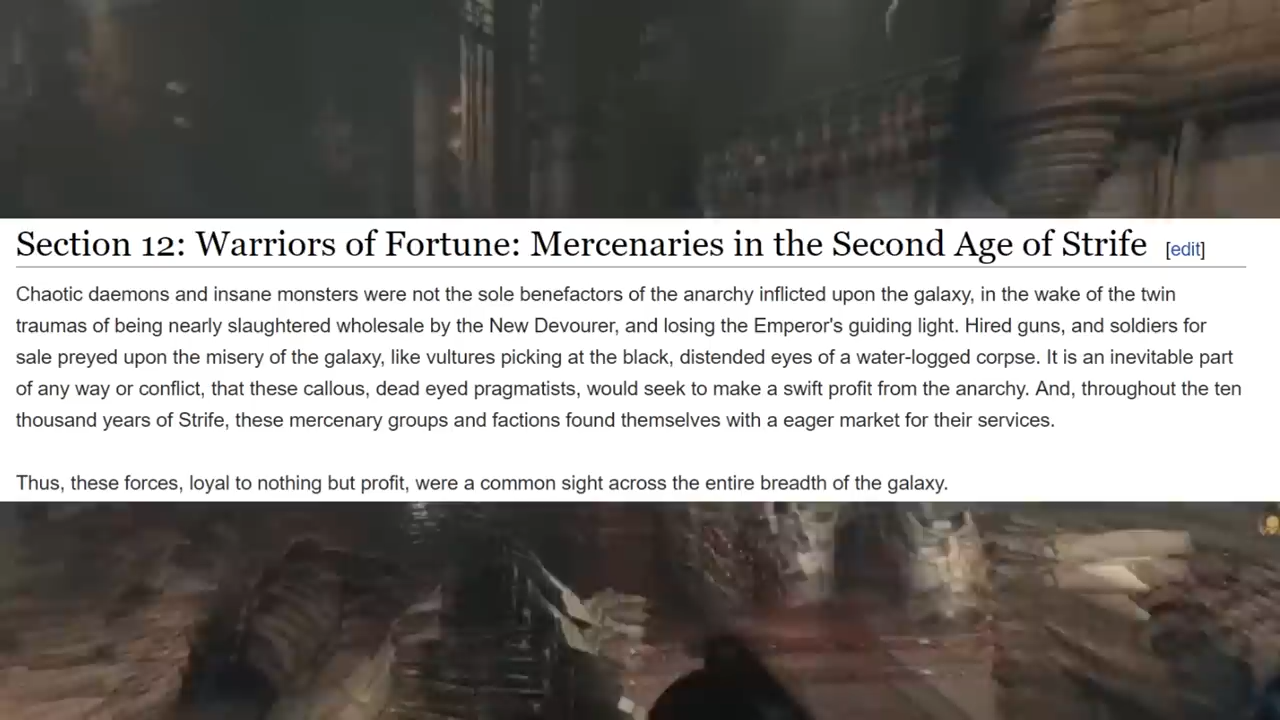 Section 12: Warriors of Fortune: Mercenaries in the Second Age of Strife [edit]
Chaotic daemons and insane monsters were not the sole benefactors of the anarchy inflicted upon the galaxy, in the wake of the twin
traumas of being nearly slaughtered wholesale by the New Devourer, and losing the Emperor's guiding light. Hired guns, and soldiers for
sale preyed upon the misery of the galaxy, like vultures picking at the black, distended eyes of a water-logged corpse. It is an inevitable part
of any way or conflict, that these callous, dead eyed pragmatists, would seek to make a swift profit from the anarchy. And, throughout the ten
thousand years of Strife, these mercenary groups and factions found themselves with a eager market for their services.
Thus, these forces, loyal to nothing but profit, were a common sight across the entire breadth of the galaxy.